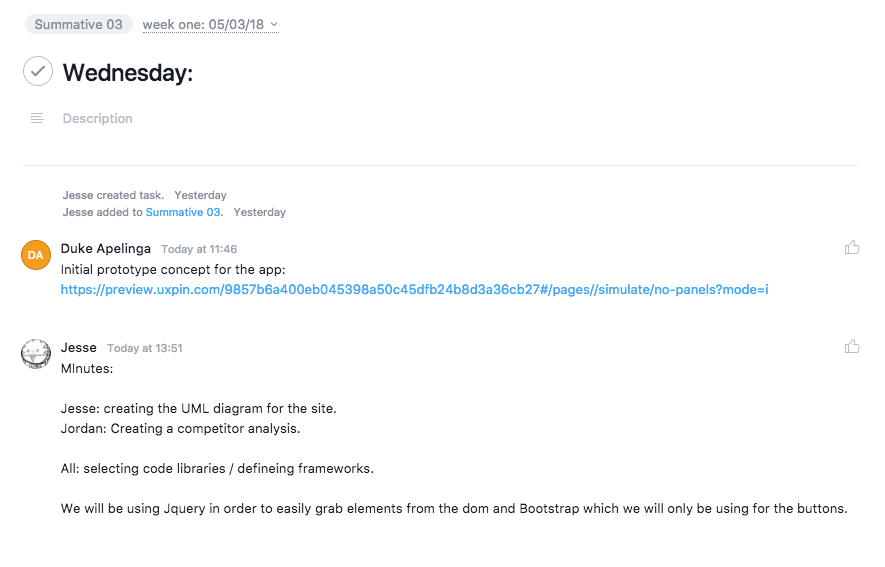 Summative 03 week one: 05/03/18
Wednesday:
Description
Jesse created task. Yesterday
Jesse added to Summative 03. Yesterday
DA
Duke Apelinga Today at 11:46
Initial prototype concept for the app:
https://preview.uxpin.com/9857b6a400eb045398a50c45dfb24b8d3a36cb27#/pages//simulate/no-panels?mode=i
Jesse Today at 13:51
MInutes:
Jesse: creating the UML diagram for the site.
Jordan: Creating a competitor analysis.
All: selecting code libraries / defineing frameworks.
We will be using Jquery in order to easily grab elements from the dom and Bootstrap which we will only be using for the buttons.